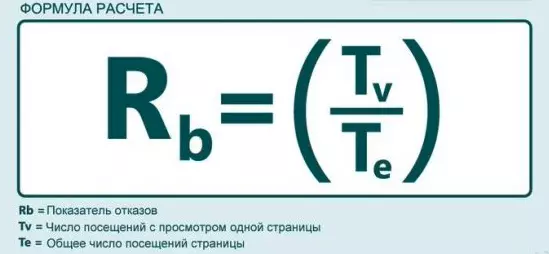 ФОРМУЛА РАСЧЕТА
Rb = (Tv / Te)
Rb = Показатель отказов
Tv = Число посещений с просмотром одной страницы
Te = Общее число посещений страницы